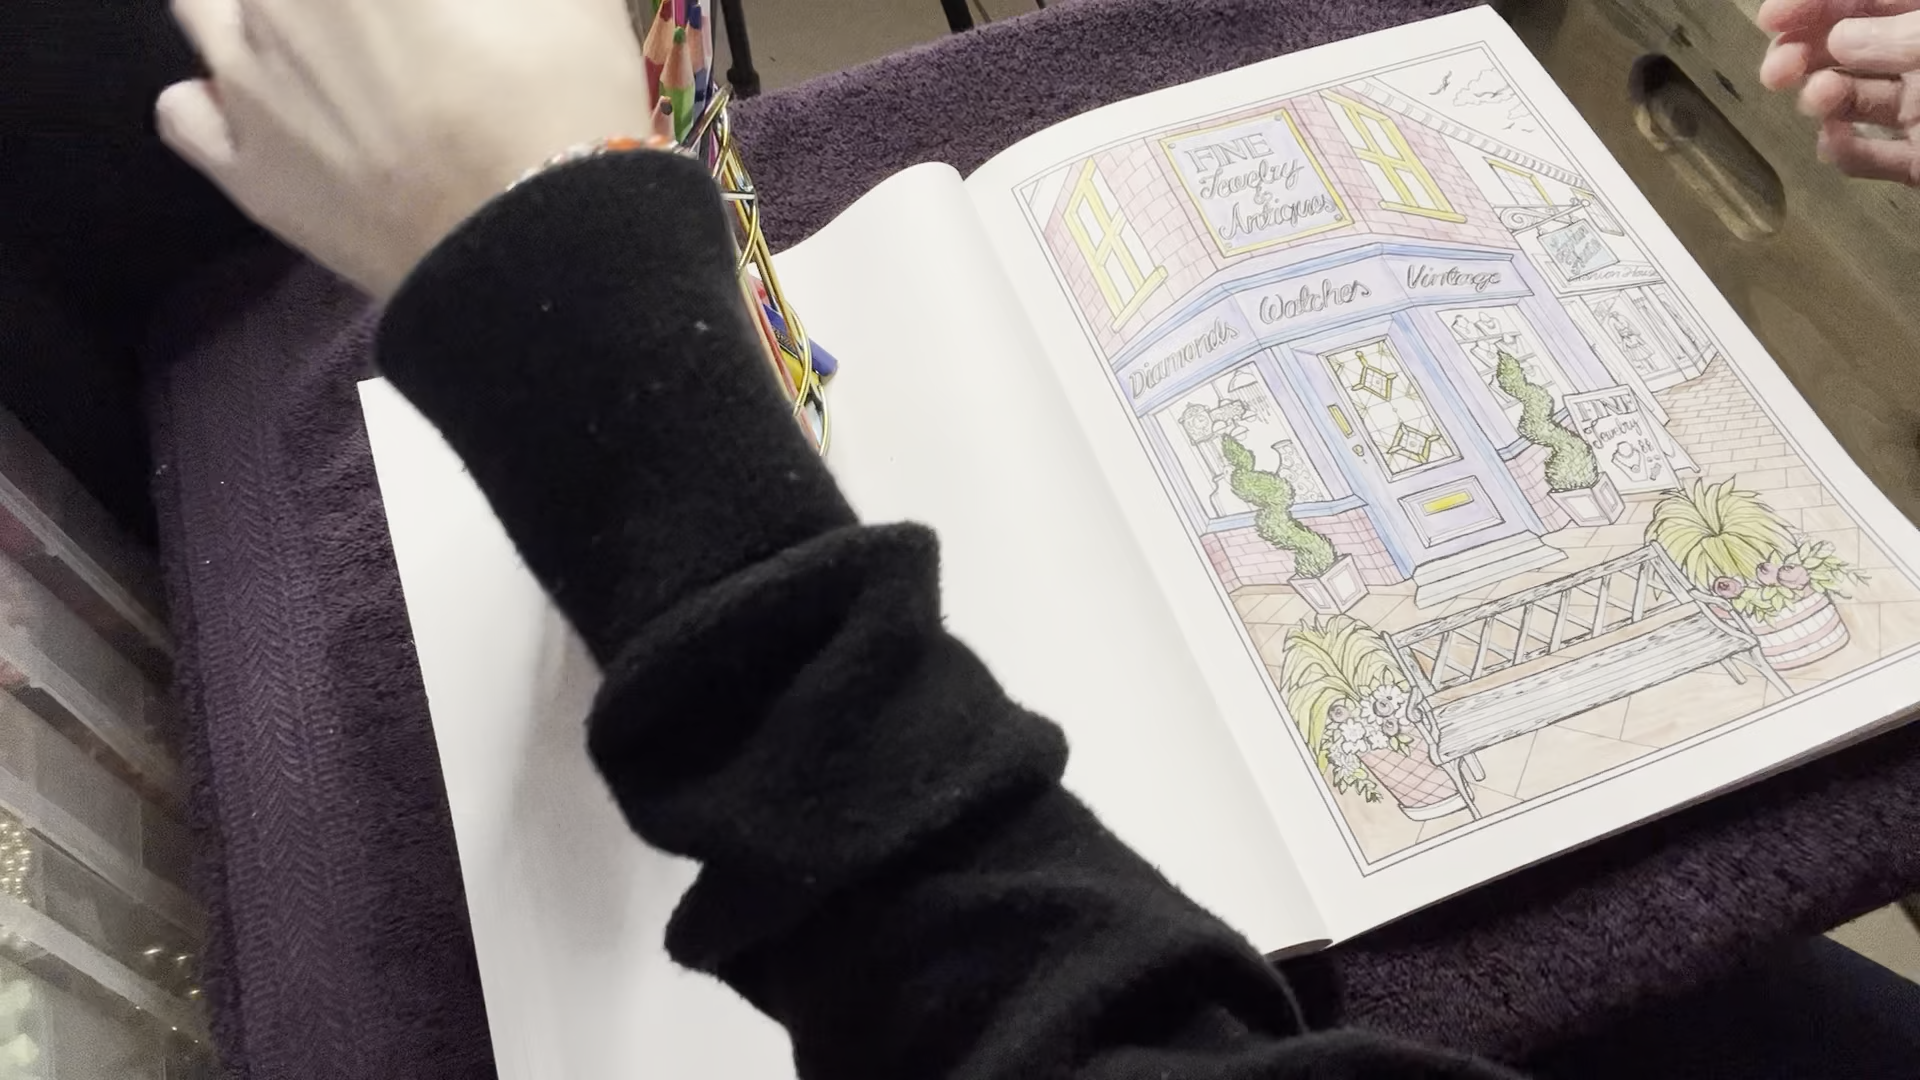 FINE
Jewelry
&
Antiques
Diamonds
Watches
Vintage
FINE
Jewelry